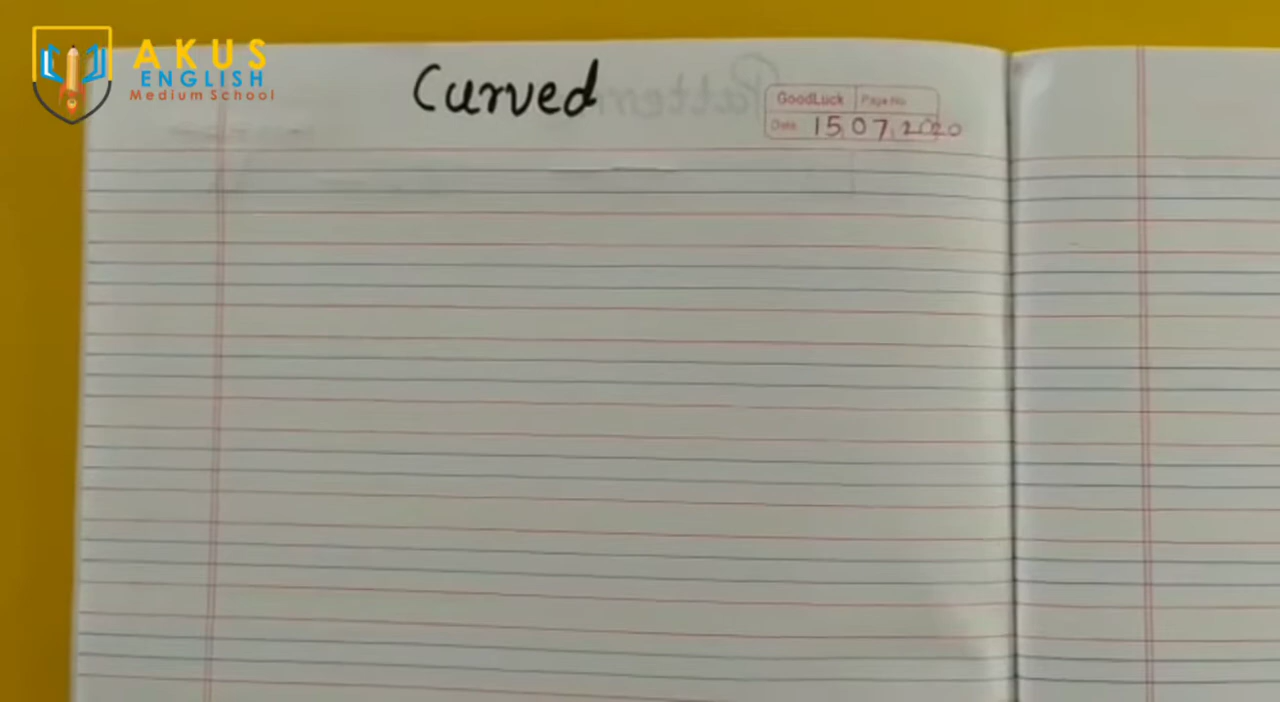 AKUS
ENGLISH
Medium School
Curved
GoodLuck Page No.
Date 15 07 2020